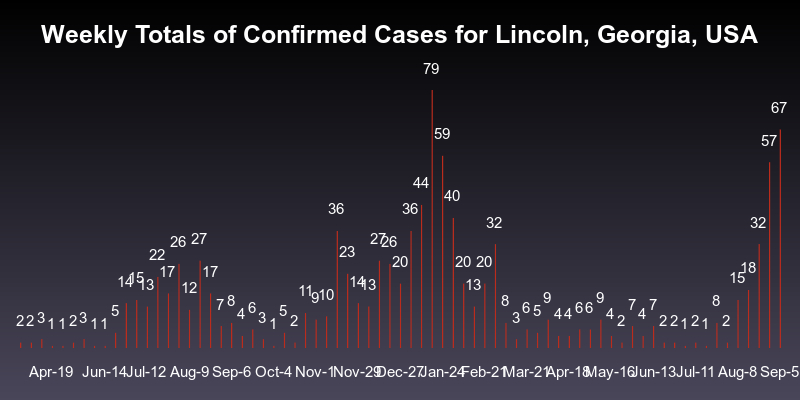 Weekly Totals of Confirmed Cases for Lincoln, Georgia, USA
2 2 3 1 1 2 3 1 1 5 14 15 13 22 17 26 12 27 17 7 8 4 6 3 1 5 2 11 9 10 36 23 14 13 27 26 20 36 44 79 59 40 20 13 20 32 8 3 6 5 9 4 4 6 6 9 4 2 7 4 7 2 2 1 2 1 8 2 15 18 32 57 67
Apr-19 Jun-14 Jul-12 Aug-9 Sep-6 Oct-4 Nov-1 Nov-29 Dec-27 Jan-24 Feb-21 Mar-21 Apr-18 May-16 Jun-13 Jul-11 Aug-8 Sep-5